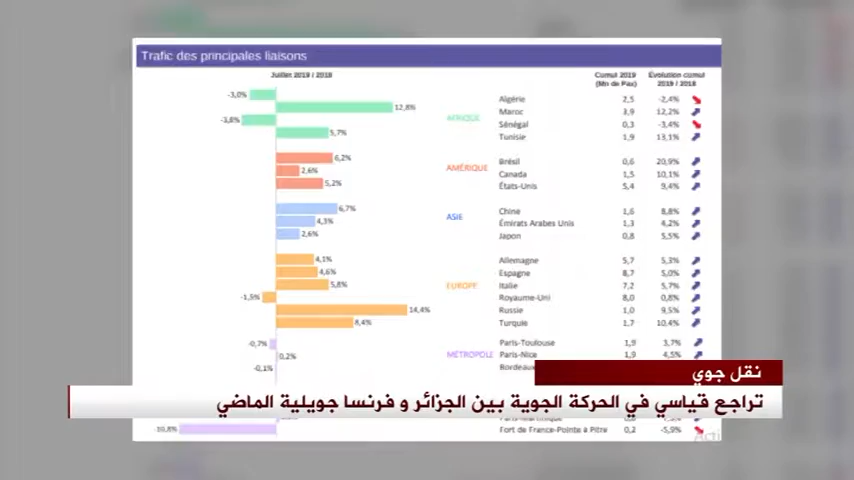 Trafic des principales liaisons
Juillet 2019 / 2018
Cumul 2019 (Mn de Pax)
Évolution cumul 2019 / 2018
AFRIQUE
-3,0% Algérie 2,5 -2,4%
12,8% Maroc 3,9 12,2%
-3,8% Sénégal 0,3 -3,4%
5,7% Tunisie 1,9 13,1%
AMÉRIQUE
6,2% Brésil 0,6 20,9%
2,6% Canada 1,5 10,1%
5,2% États-Unis 5,4 9,4%
ASIE
6,7% Chine 1,6 8,8%
4,3% Émirats Arabes Unis 1,3 4,2%
2,6% Japon 0,8 5,5%
EUROPE
4,1% Allemagne 5,7 5,3%
4,6% Espagne 8,7 5,0%
5,8% Italie 7,2 5,7%
-1,5% Royaume-Uni 8,0 0,8%
14,4% Russie 1,0 9,5%
8,4% Turquie 1,7 10,4%
MÉTROPOLE
-0,7% Paris-Toulouse 1,9 3,7%
0,2% Paris-Nice 1,9 4,5%
-0,1%
نقل جوي
تراجع قياسي في الحركة الجوية بين الجزائر و فرنسا جويلية الماضي
-10,8% Fort de France-Pointe à Pitre 0,2 -5,9%